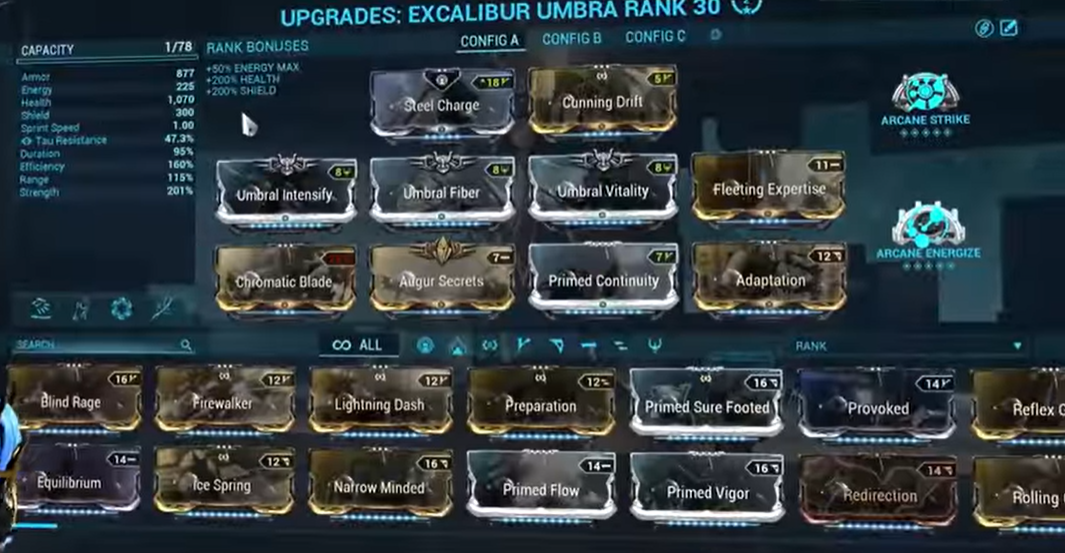 UPGRADES: EXCALIBUR UMBRA RANK 30
CAPACITY 1/78
Armor 877
Energy 225
Health 1,070
Shield 300
Sprint Speed 1.00
Tau Resistance 47.3%
Duration 95%
Efficiency 160%
Range 115%
Strength 201%
RANK BONUSES
+50% ENERGY MAX
+200% HEALTH
+200% SHIELD
CONFIG A CONFIG B CONFIG C
18 Steel Charge
5 Cunning Drift
ARCANE STRIKE
8 Umbral Intensify
8 Umbral Fiber
8 Umbral Vitality
11 Fleeting Expertise
ARCANE ENERGIZE
Chromatic Blade
7 Augur Secrets
7 Primed Continuity
12 Adaptation
SEARCH
ALL
RANK
16 Blind Rage
12 Firewalker
12 Lightning Dash
12 Preparation
16 Primed Sure Footed
14 Provoked
Reflex
14 Equilibrium
12 Ice Spring
16 Narrow Minded
14 Primed Flow
16 Primed Vigor
14 Redirection
Rolling